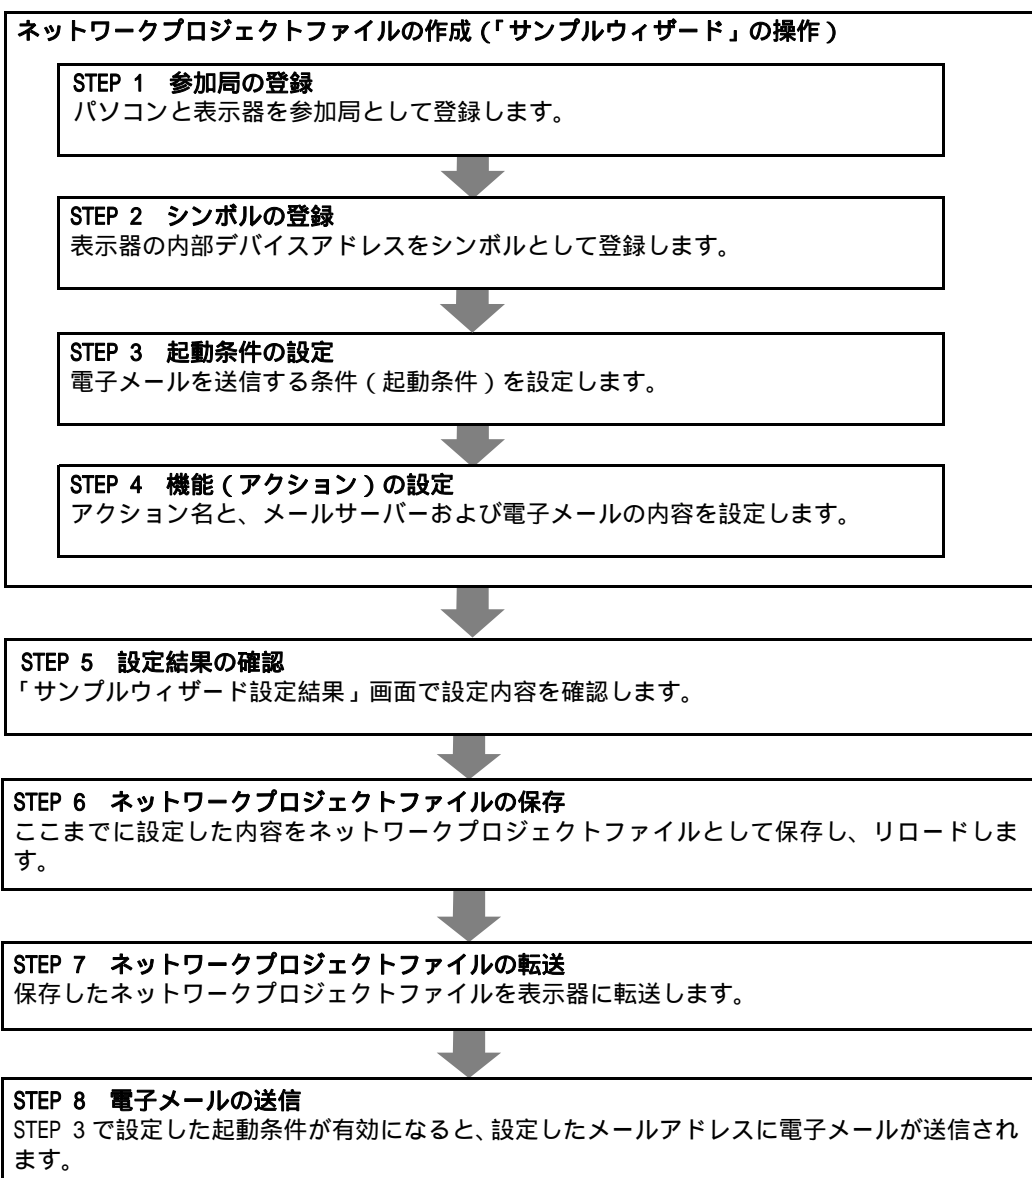 ネットワークプロジェクトファイルの作成(「サンプルウィザード」の操作)
STEP 1 参加局の登録
パソコンと表示器を参加局として登録します。
STEP 2 シンボルの登録
表示器の内部デバイスアドレスをシンボルとして登録します。
STEP 3 起動条件の設定
電子メールを送信する条件(起動条件)を設定します。
STEP 4 機能(アクション)の設定
アクション名と、メールサーバーおよび電子メールの内容を設定します。
STEP 5 設定結果の確認
「サンプルウィザード設定結果」画面で設定内容を確認します。
STEP 6 ネットワークプロジェクトファイルの保存
ここまでに設定した内容をネットワークプロジェクトファイルとして保存し、リロードしま
す。
STEP 7 ネットワークプロジェクトファイルの転送
保存したネットワークプロジェクトファイルを表示器に転送します。
STEP 8 電子メールの送信
STEP 3で設定した起動条件が有効になると、設定したメールアドレスに電子メールが送信され
ます。